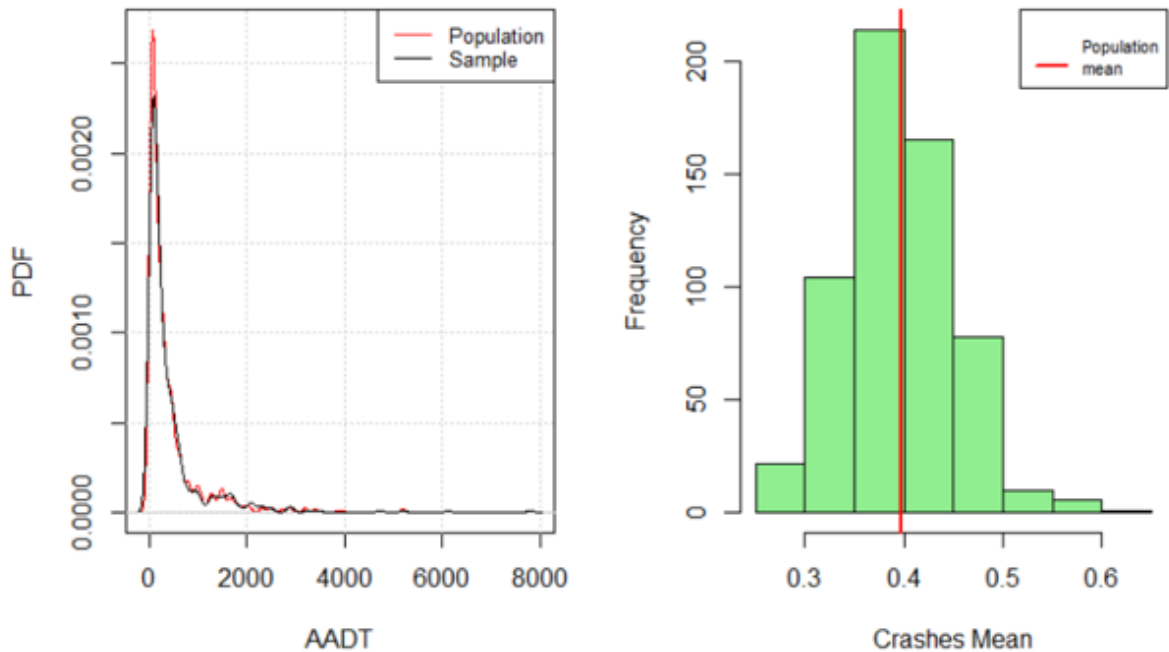 PDF
0.0000
0.0010
0.0020
Population
Sample
0 2000 4000 6000 8000
AADT
Frequency
0 50 100 150 200
Population
mean
0.3 0.4 0.5 0.6
Crashes Mean